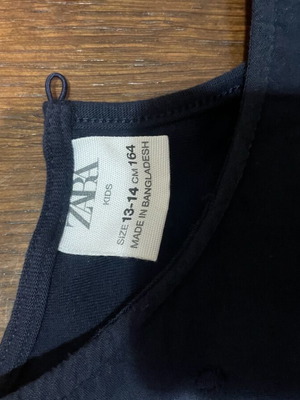 ZARA
KIDS
SIZE 13-14 CM 164
MADE IN BANGLADESH